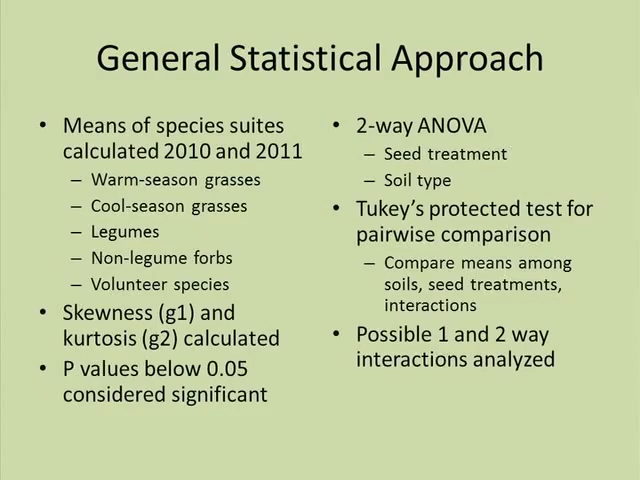 General Statistical Approach
• Means of species suites
calculated 2010 and 2011
– Warm-season grasses
– Cool-season grasses
– Legumes
– Non-legume forbs
– Volunteer species
• Skewness (g1) and
kurtosis (g2) calculated
• P values below 0.05
considered significant
• 2-way ANOVA
– Seed treatment
– Soil type
• Tukey's protected test for
pairwise comparison
– Compare means among
soils, seed treatments,
interactions
• Possible 1 and 2 way
interactions analyzed